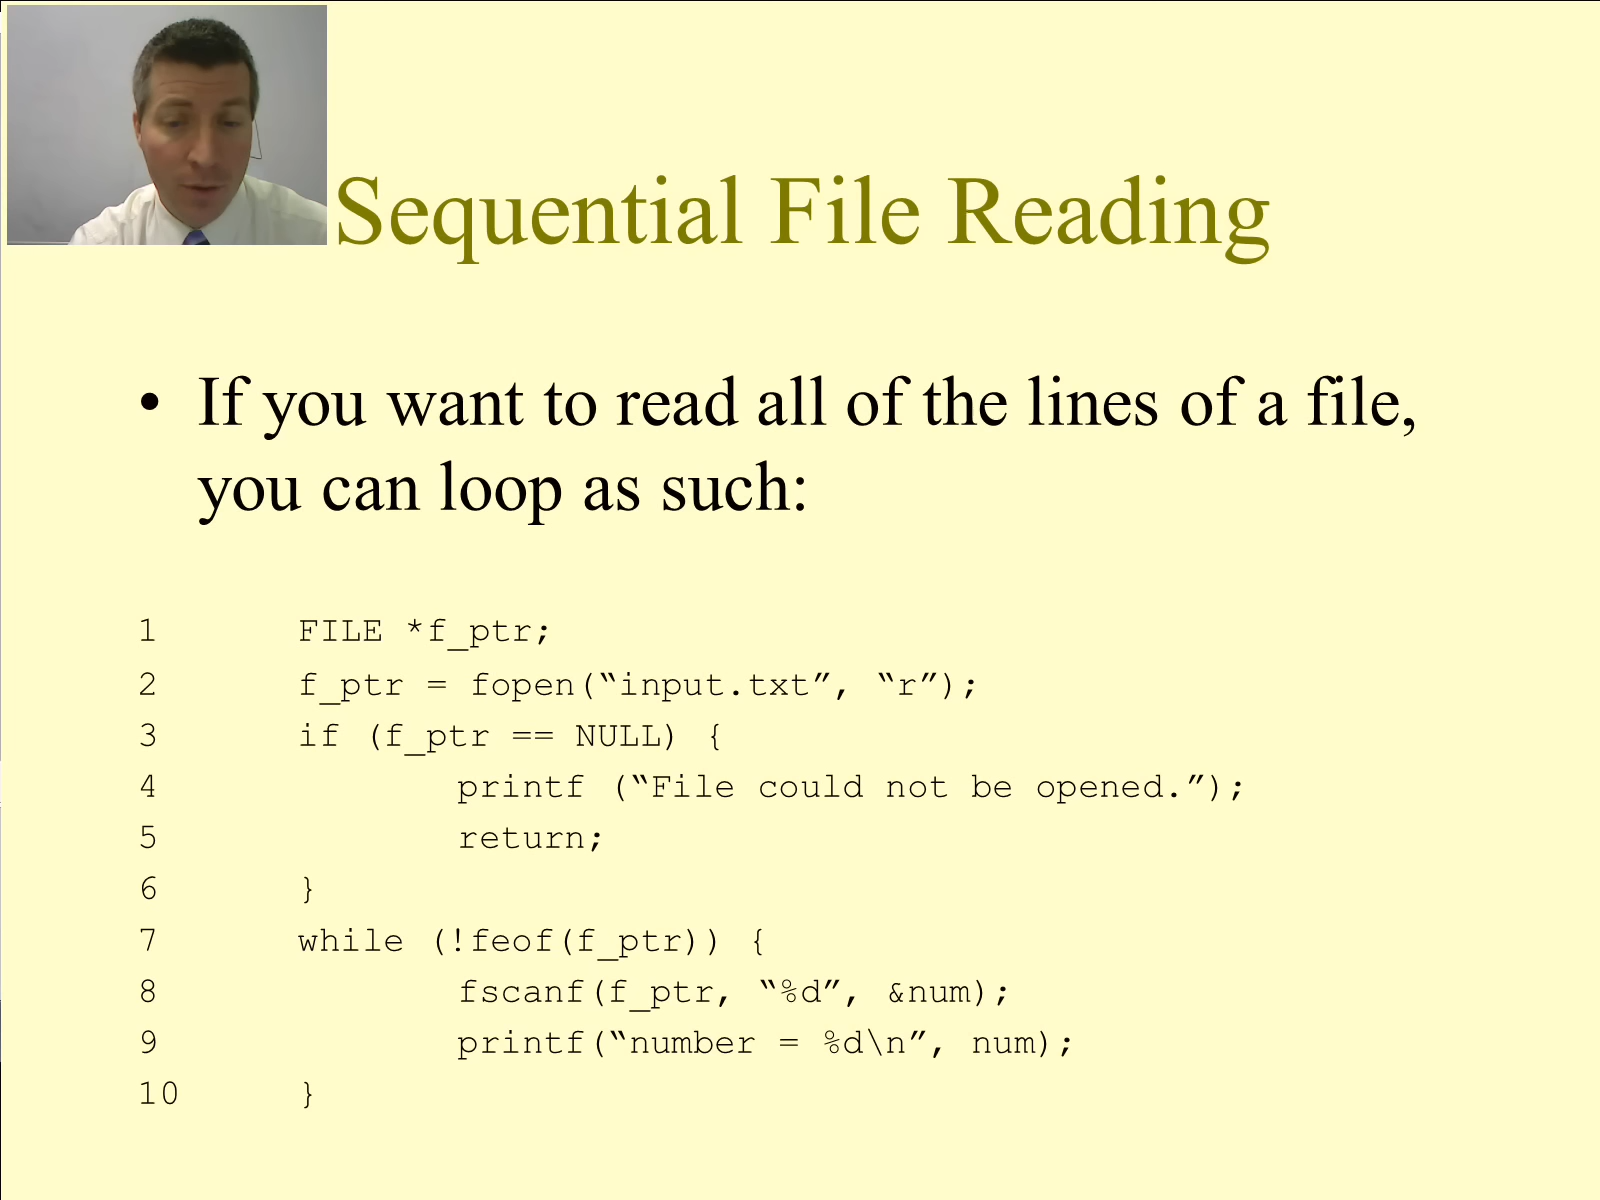 Sequential File Reading
• If you want to read all of the lines of a file,
you can loop as such:
1 FILE *f_ptr;
2 f_ptr = fopen(“input.txt”, “r”);
3 if (f_ptr == NULL) {
4 printf (“File could not be opened.”);
5 return;
6 }
7 while (!feof(f_ptr)) {
8 fscanf(f_ptr, “%d”, &num);
9 printf(“number = %d\n”, num);
10 }